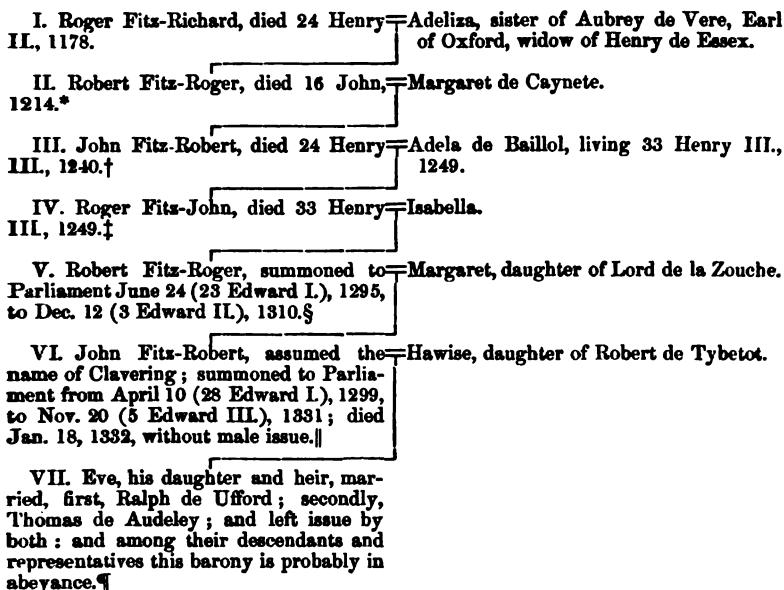 I. Roger Fitz-Richard, died 24 Henry
II., 1178.
Adeliza, sister of Aubrey de Vere, Earl
of Oxford, widow of Henry de Essex.
II. Robert Fitz-Roger, died 16 John,
1214.*
Margaret de Caynete.
III. John Fitz-Robert, died 24 Henry
III., 1240.†
Adela de Baillol, living 33 Henry III.,
1249.
IV. Roger Fitz-John, died 33 Henry
III., 1249.‡
Isabella.
V. Robert Fitz-Roger, summoned to
Parliament June 24 (23 Edward I.), 1295,
to Dec. 12 (3 Edward II.), 1310.§
Margaret, daughter of Lord de la Zouche.
VI. John Fitz-Robert, assumed the
name of Clavering; summoned to Parlia-
ment from April 10 (28 Edward I.), 1299,
to Nov. 20 (5 Edward III.), 1331; died
Jan. 18, 1332, without male issue.‖
Hawise, daughter of Robert de Tybetot.
VII. Eve, his daughter and heir, mar-
ried, first, Ralph de Ufford; secondly,
Thomas de Audeley; and left issue by
both: and among their descendants and
representatives this barony is probably in
abeyance.¶